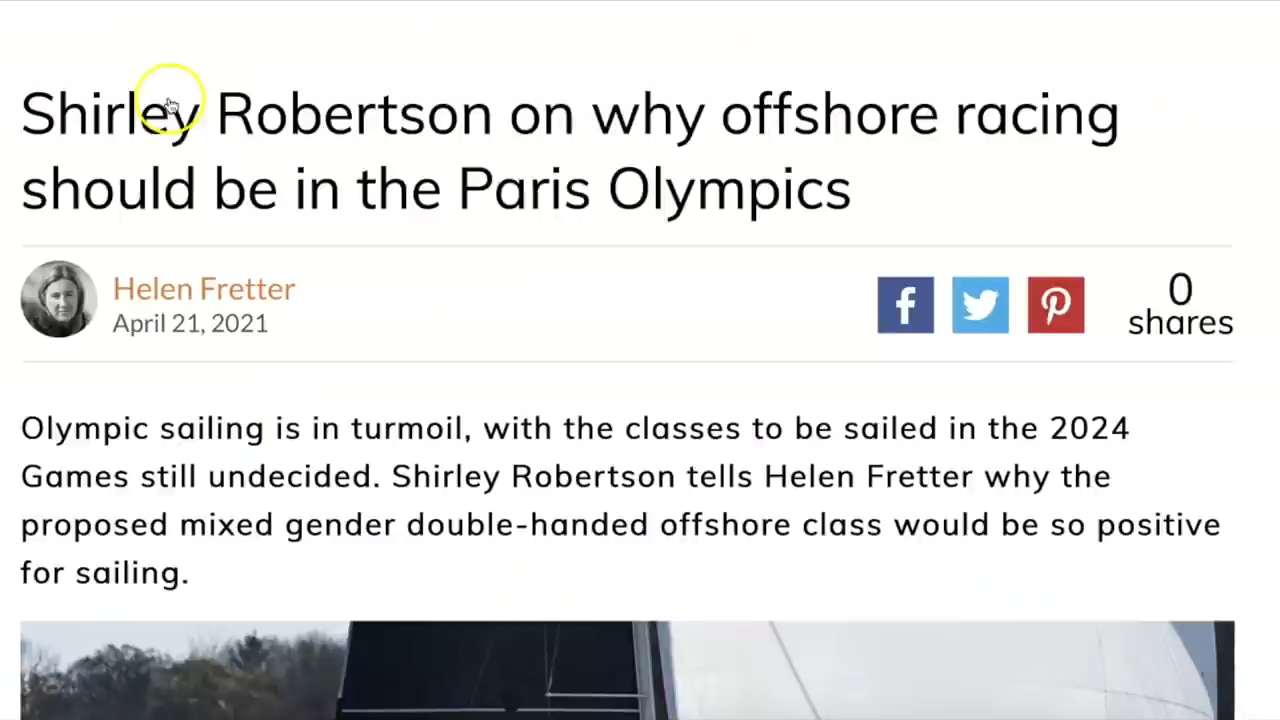 Shirley Robertson on why offshore racing
should be in the Paris Olympics
Helen Fretter
April 21, 2021
0
shares
Olympic sailing is in turmoil, with the classes to be sailed in the 2024
Games still undecided. Shirley Robertson tells Helen Fretter why the
proposed mixed gender double-handed offshore class would be so positive
for sailing.